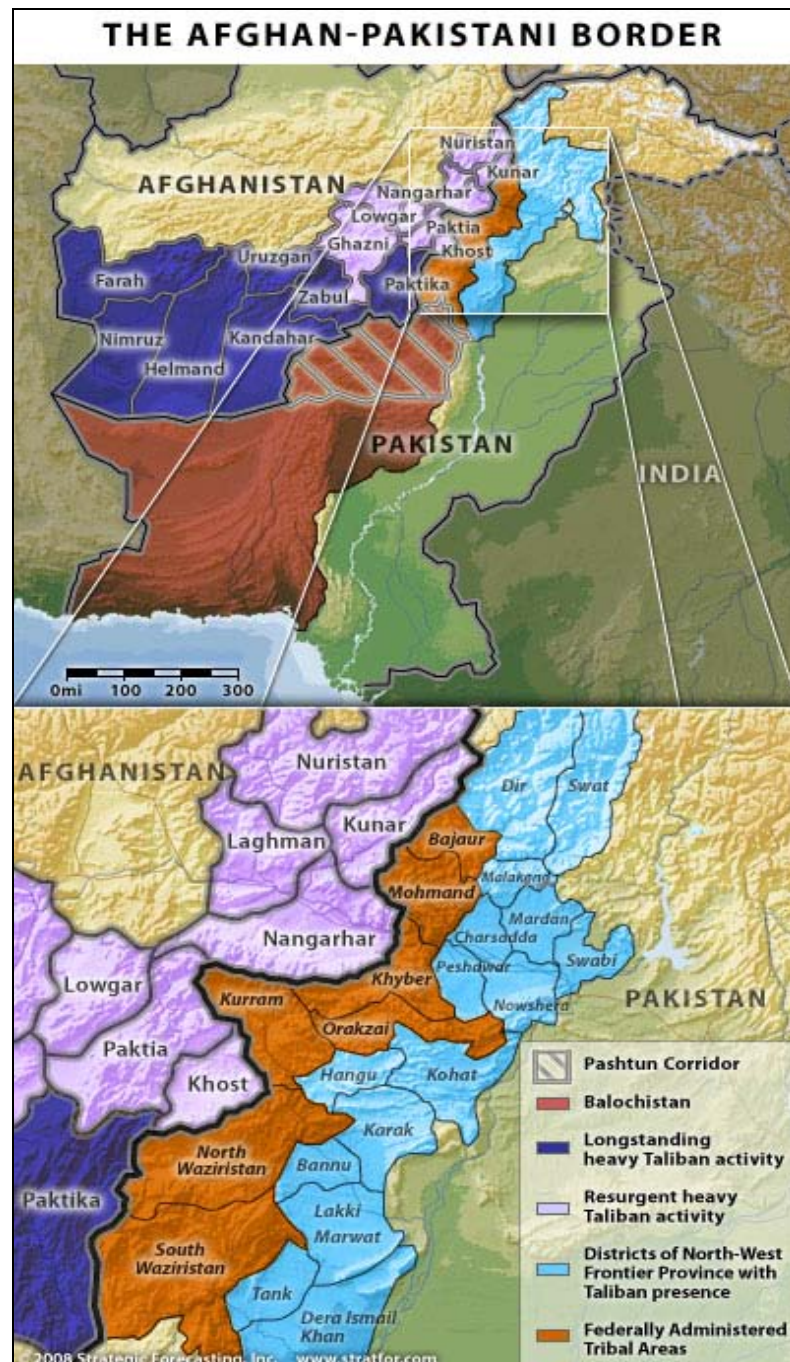 THE AFGHAN-PAKISTANI BORDER
Nuristan
Kunar
AFGHANISTAN
Nangarhar
Lowgar
Paktia
Ghazni
Khost
Uruzgan
Farah
Zabul
Paktika
Nimruz
Kandahar
Helmand
PAKISTAN
INDIA
0mi 100 200 300
AFGHANISTAN
Nuristan
Dir
Swat
Kunar
Laghman
Bajaur
Malakand
Mohmand
Mardan
Charsadda
Nangarhar
Swabi
Peshawar
Khyber
Lowgar
Nowshera
PAKISTAN
Kurram
Orakzai
Paktia
Hangu
Kohat
Khost
Karak
North
Waziristan
Bannu
Paktika
Lakki
Marwat
South
Waziristan
Tank
Dera Ismail
Khan
Pashtun Corridor
Balochistan
Longstanding
heavy Taliban activity
Resurgent heavy
Taliban activity
Districts of North-West
Frontier Province with
Taliban presence
Federally Administered
Tribal Areas
© 2008 Strategic Forecasting, Inc. www.stratfor.com